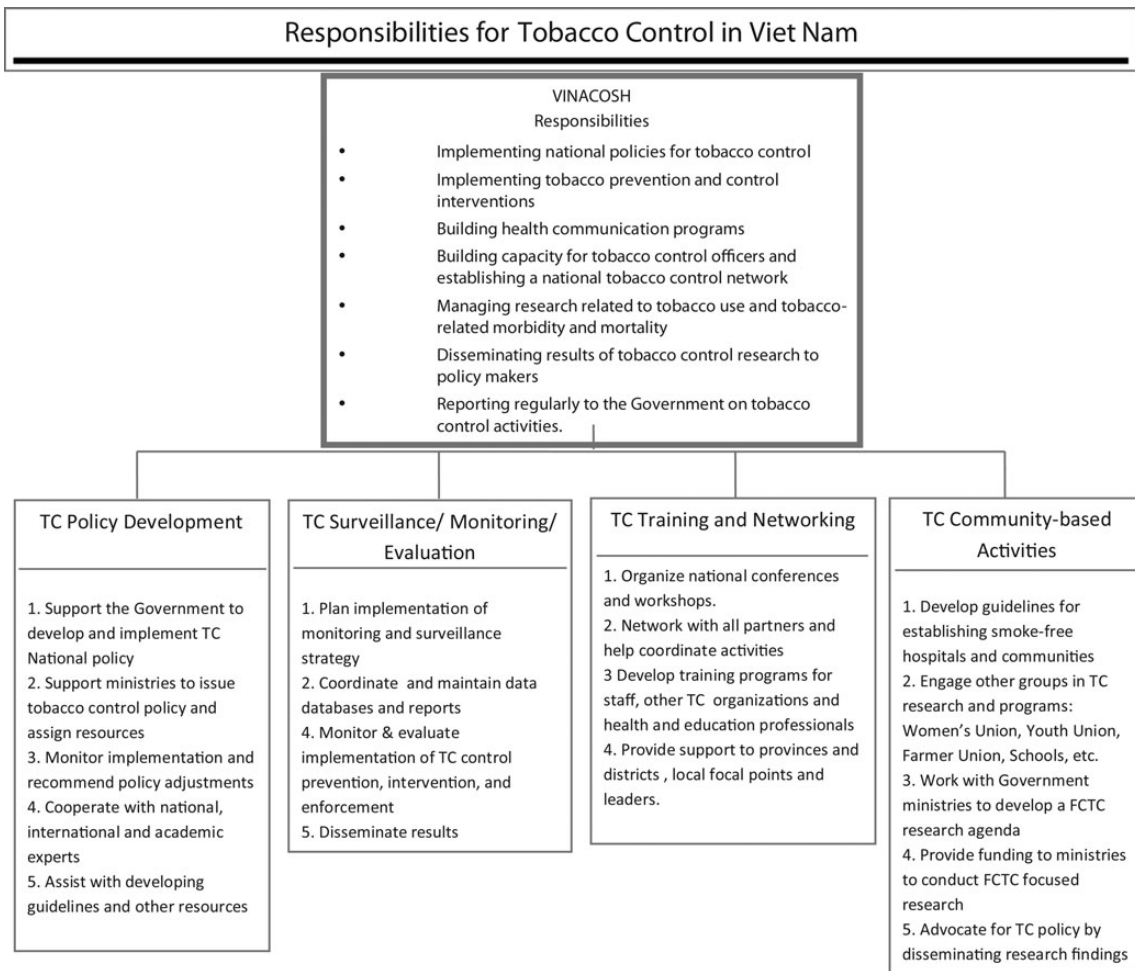 Responsibilities for Tobacco Control in Viet Nam
VINACOSH
Responsibilities
• Implementing national policies for tobacco control
• Implementing tobacco prevention and control
interventions
• Building health communication programs
• Building capacity for tobacco control officers and
establishing a national tobacco control network
• Managing research related to tobacco use and tobacco-
related morbidity and mortality
• Disseminating results of tobacco control research to
policy makers
• Reporting regularly to the Government on tobacco
control activities.
TC Policy Development
1. Support the Government to
develop and implement TC
National policy
2. Support ministries to issue
tobacco control policy and
assign resources
3. Monitor implementation and
recommend policy adjustments
4. Cooperate with national,
international and academic
experts
5. Assist with developing
guidelines and other resources
TC Surveillance/ Monitoring/
Evaluation
1. Plan implementation of
monitoring and surveillance
strategy
2. Coordinate and maintain data
databases and reports
4. Monitor & evaluate
implementation of TC control
prevention, intervention, and
enforcement
5. Disseminate results
TC Training and Networking
1. Organize national conferences
and workshops.
2. Network with all partners and
help coordinate activities
3 Develop training programs for
staff, other TC organizations and
health and education professionals
4. Provide support to provinces and
districts , local focal points and
leaders.
TC Community-based
Activities
1. Develop guidelines for
establishing smoke-free
hospitals and communities
2. Engage other groups in TC
research and programs:
Women’s Union, Youth Union,
Farmer Union, Schools, etc.
3. Work with Government
ministries to develop a FCTC
research agenda
4. Provide funding to ministries
to conduct FCTC focused
research
5. Advocate for TC policy by
disseminating research findings